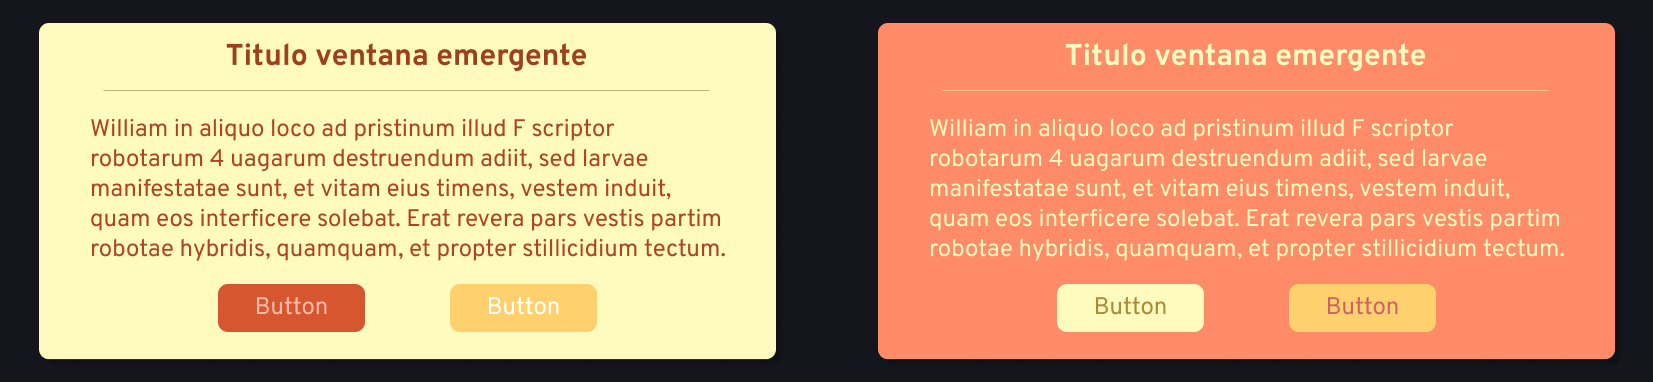 Titulo ventana emergente
William in aliquo loco ad pristinum illud F scriptor
robotarum 4 uagarum destruendum adiit, sed larvae
manifestatae sunt, et vitam eius timens, vestem induit,
quam eos interficere solebat. Erat revera pars vestis partim
robotae hybridis, quamquam, et propter stillicidium tectum.
Button
Button
Titulo ventana emergente
William in aliquo loco ad pristinum illud F scriptor
robotarum 4 uagarum destruendum adiit, sed larvae
manifestatae sunt, et vitam eius timens, vestem induit,
quam eos interficere solebat. Erat revera pars vestis partim
robotae hybridis, quamquam, et propter stillicidium tectum.
Button
Button